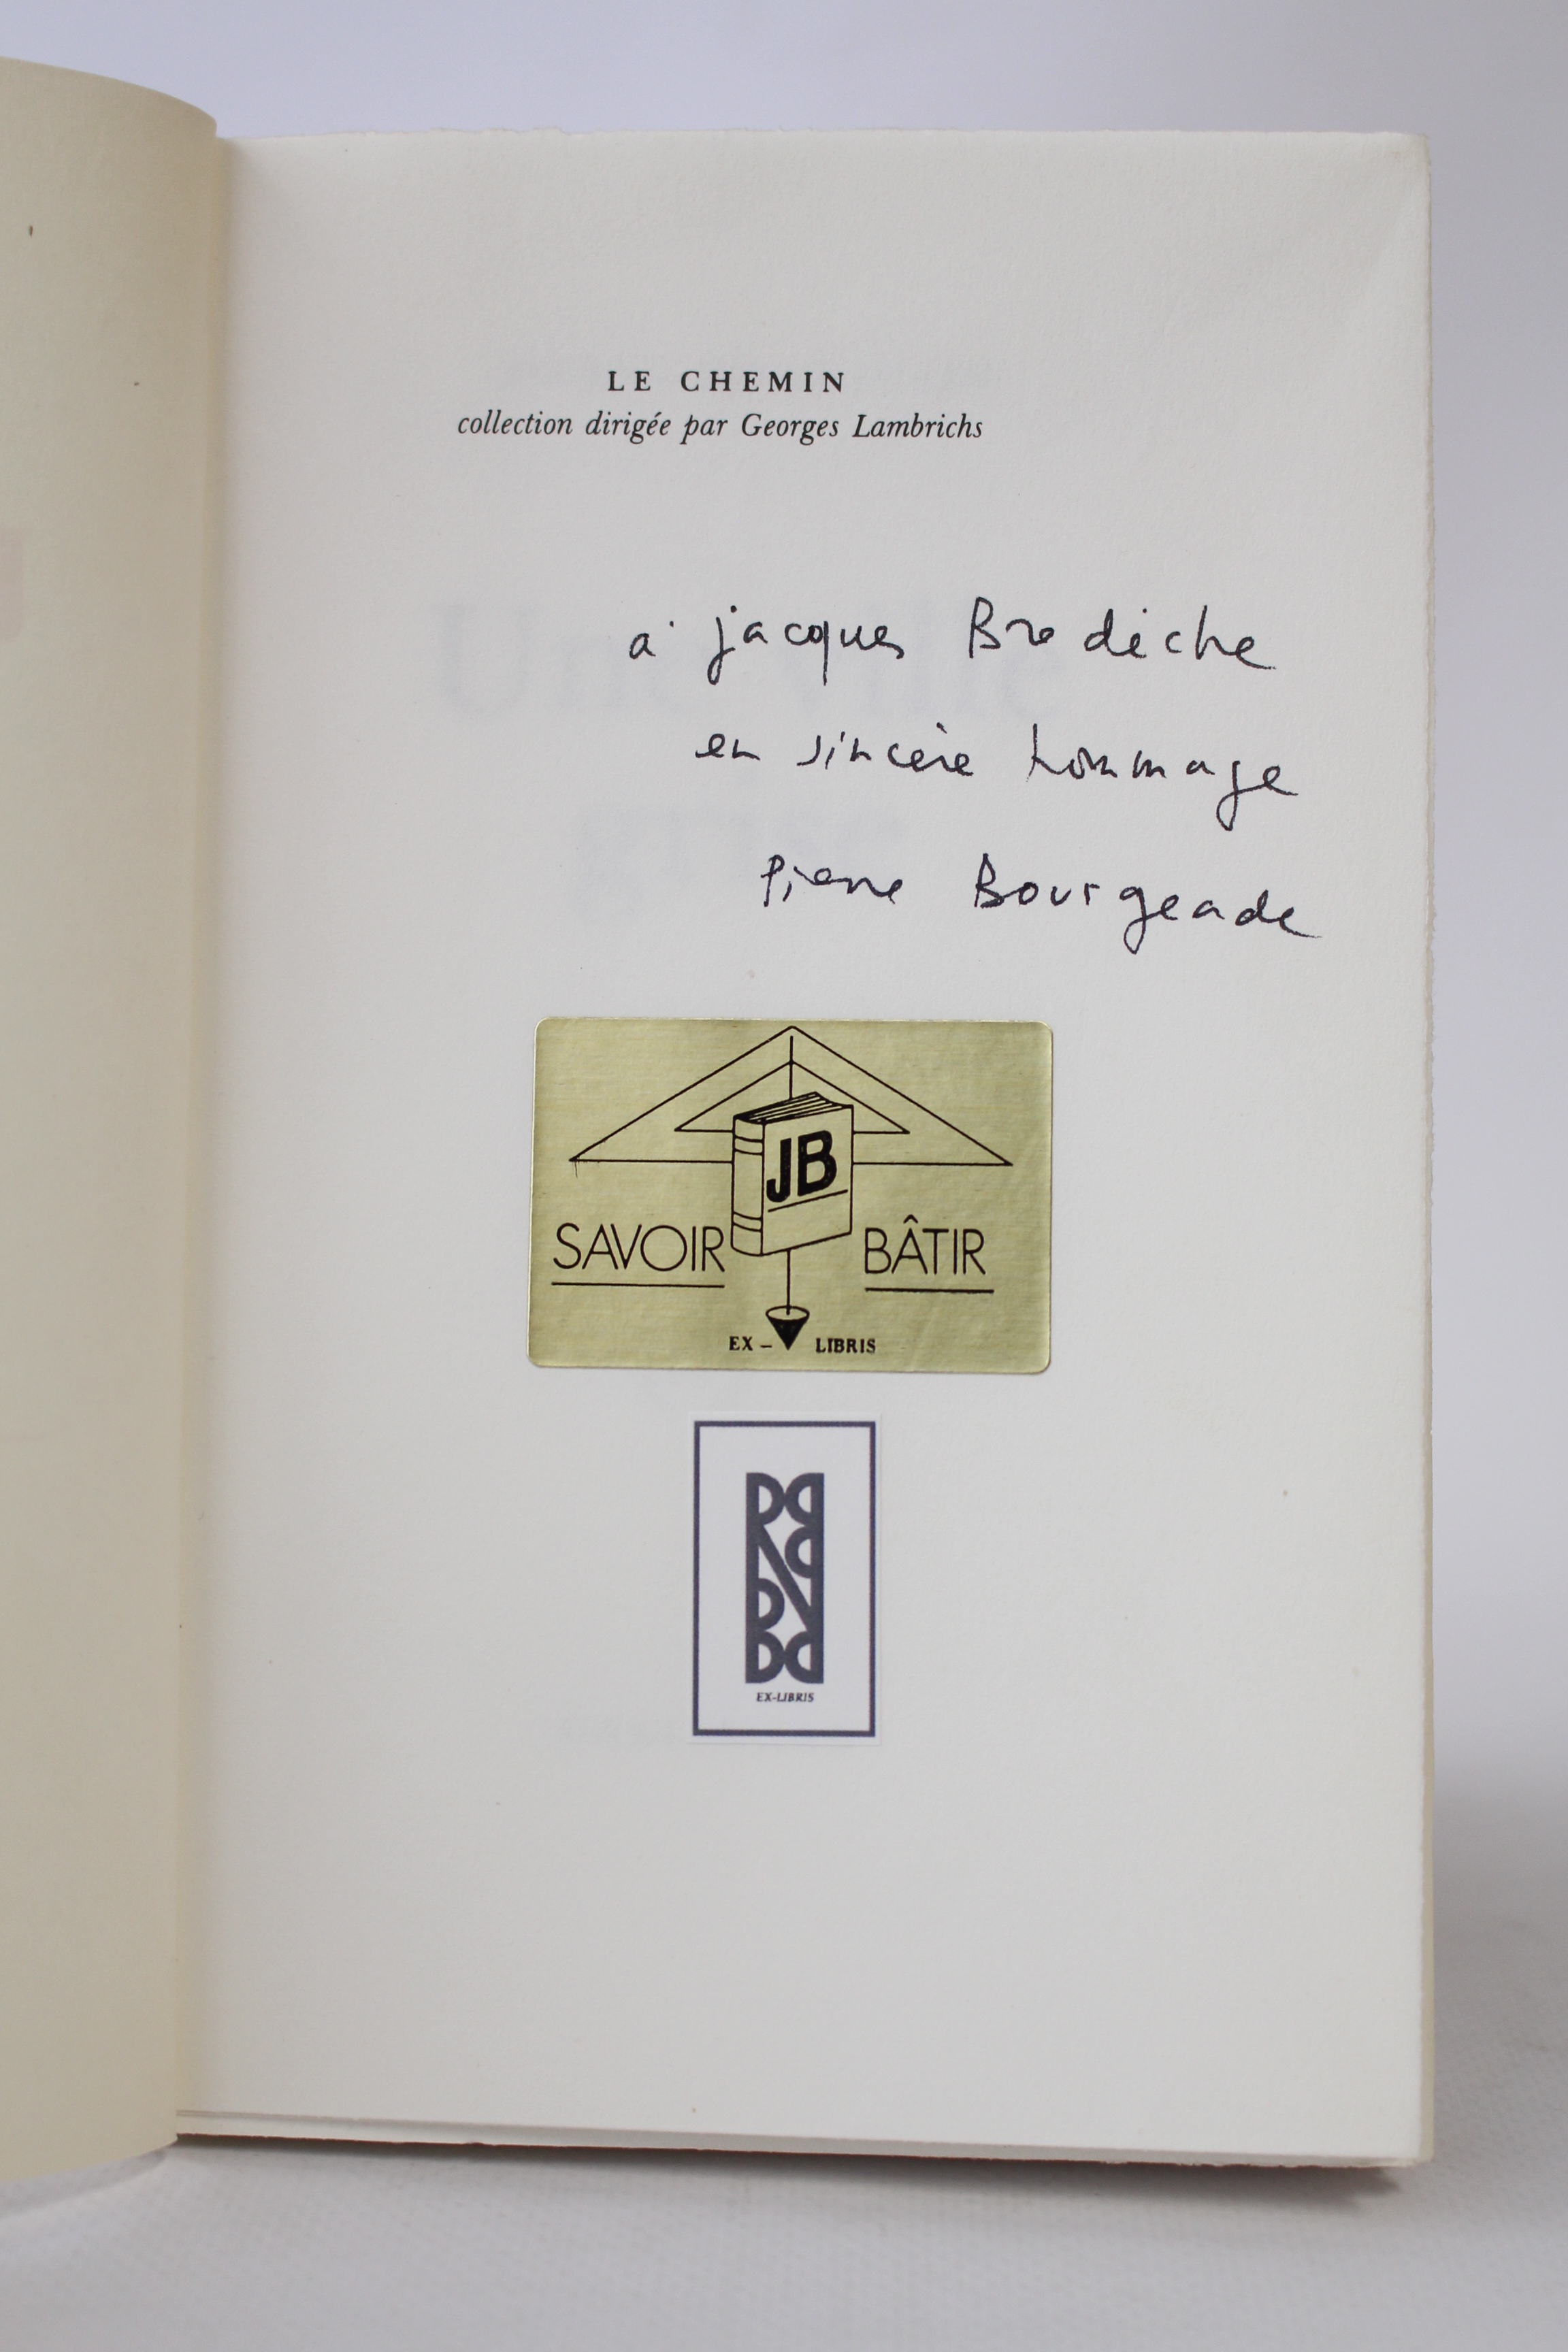 LE CHEMIN
collection dirigée par Georges Lambrichs
à jacques Bredèche
en sincère hommage
Pierre Bourgeade
JB
SAVOIR BÂTIR
EX - LIBRIS
EX-LIBRIS